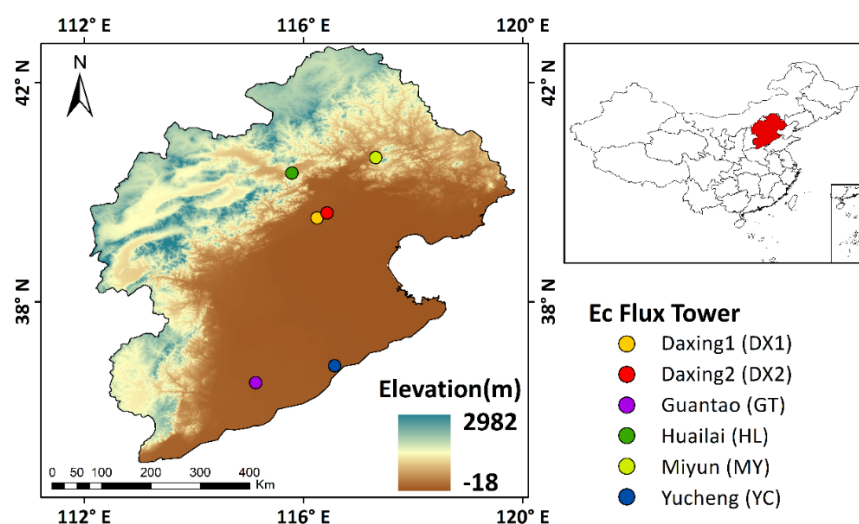 112° E 116° E 120° E
N
42° N
42° N
38° N
38° N
Ec Flux Tower
Daxing1 (DX1)
Daxing2 (DX2)
Guantao (GT)
Huailai (HL)
Miyun (MY)
Yucheng (YC)
Elevation(m)
2982
-18
0 50 100 200 300 400
Km
112° E 116° E 120° E